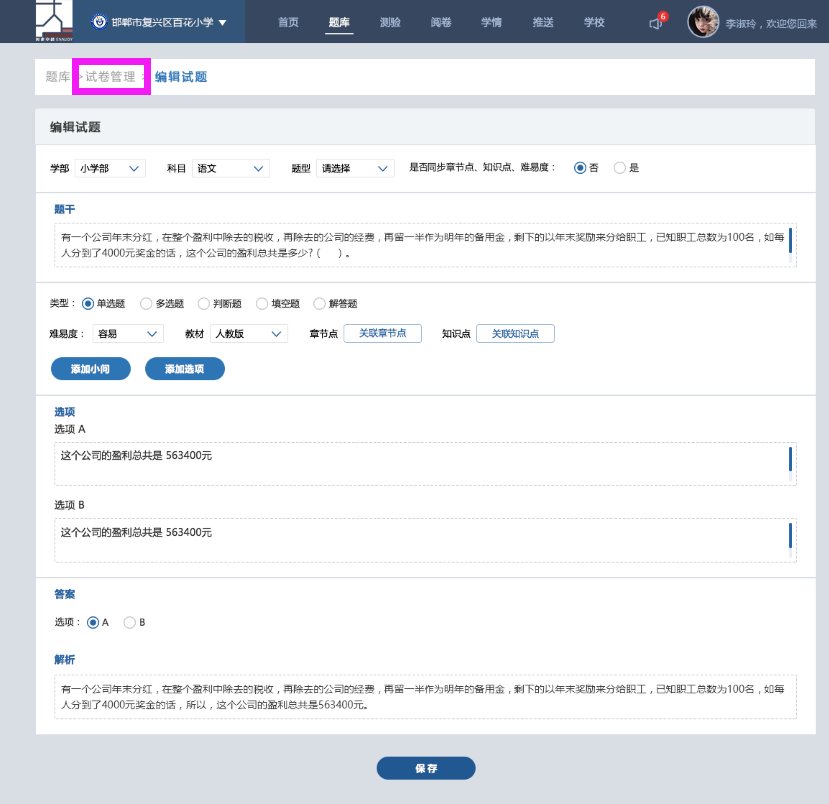 邯郸市复兴区百花小学 ▼ 首页 题库 测验 阅卷 学情 推送 学校 6 李淑玲，欢迎您回来
题库 > 试卷管理 > 编辑试题
编辑试题
学部 小学部 科目 语文 题型 请选择 是否同步章节点、知识点、难易度： 否 是
题干
有一个公司年末分红，在整个盈利中除去的税收，再除去的公司的经费，再留一半作为明年的备用金，剩下的以年末奖励来分给职工，已知职工总数为100名，如每
人分到了4000元奖金的话，这个公司的盈利总共是多少?（ ）。
类型： 单选题 多选题 判断题 填空题 解答题
难易度： 容易 教材 人教版 章节点 关联章节点 知识点 关联知识点
添加小问 添加选项
选项
选项 A
这个公司的盈利总共是 563400元
选项 B
这个公司的盈利总共是 563400元
答案
选项： A B
解析
有一个公司年末分红，在整个盈利中除去的税收，再除去的公司的经费，再留一半作为明年的备用金，剩下的以年末奖励来分给职工，已知职工总数为100名，如每
人分到了4000元奖金的话，所以，这个公司的盈利总共是563400元。
保存